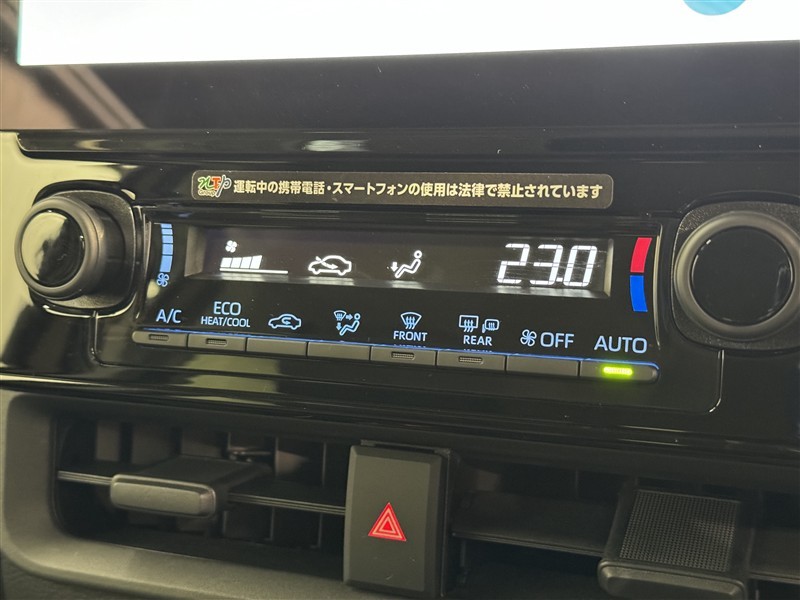 運転中の携帯電話・スマートフォンの使用は法律で禁止されています
23.0
A/C
ECO
HEAT/COOL
FRONT
REAR
OFF
AUTO